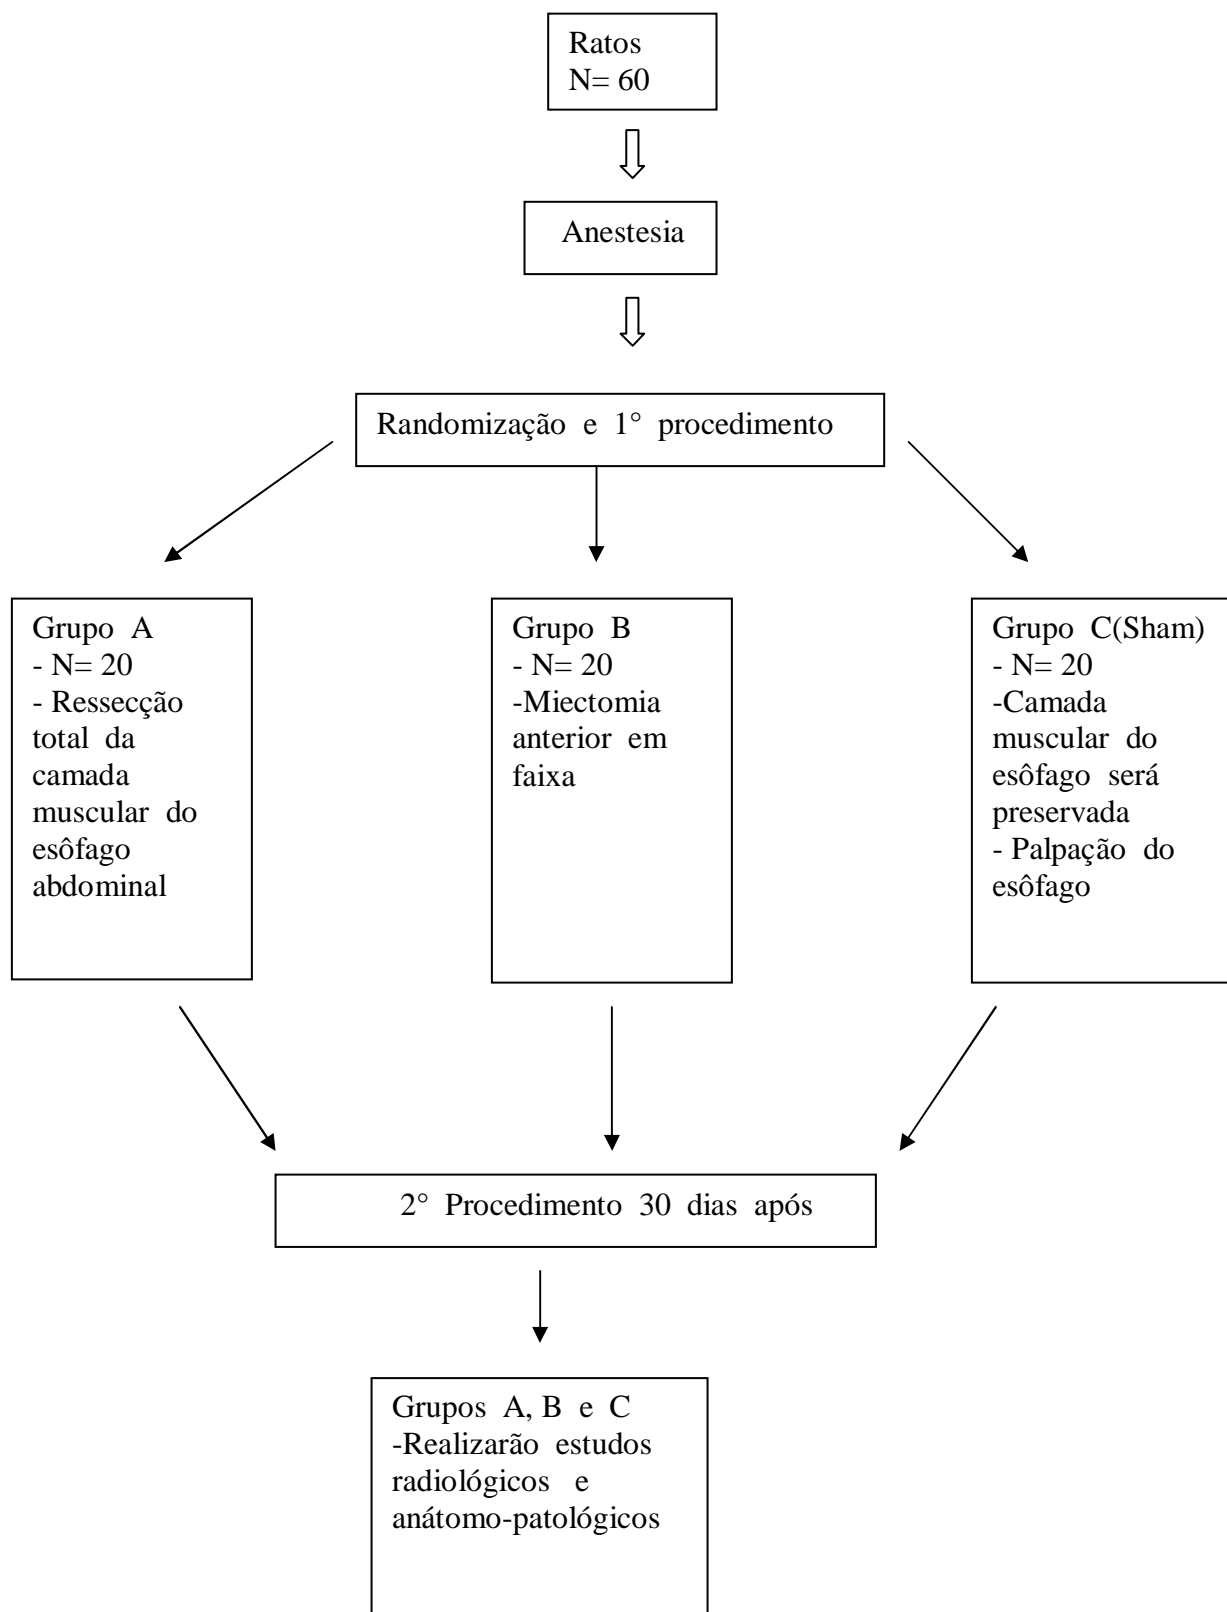 Ratos
N= 60
Anestesia
Randomização e 1° procedimento
Grupo A
- N= 20
- Ressecção
total da
camada
muscular do
esôfago
abdominal
Grupo B
- N= 20
-Miectomia
anterior em
faixa
Grupo C(Sham)
- N= 20
-Camada
muscular do
esôfago será
preservada
- Palpação do
esôfago
2° Procedimento 30 dias após
Grupos A, B e C
-Realizarão estudos
radiológicos e
anátomo-patológicos